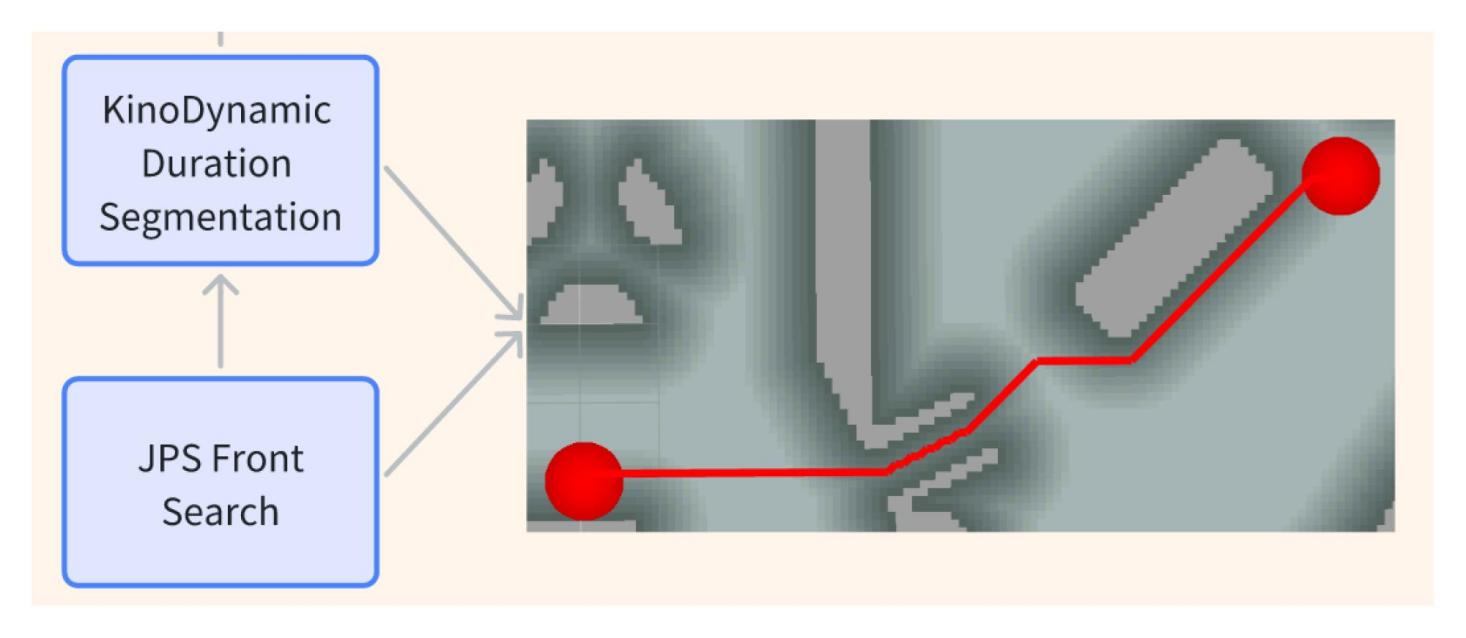 KinoDynamic
Duration
Segmentation
JPS Front
Search